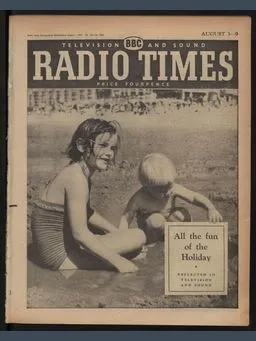 AUGUST 3—9
TELEVISION BBC AND SOUND
RADIO TIMES
PRICE FOURPENCE
All the fun
of the
Holiday
REFLECTED IN
TELEVISION
AND SOUND